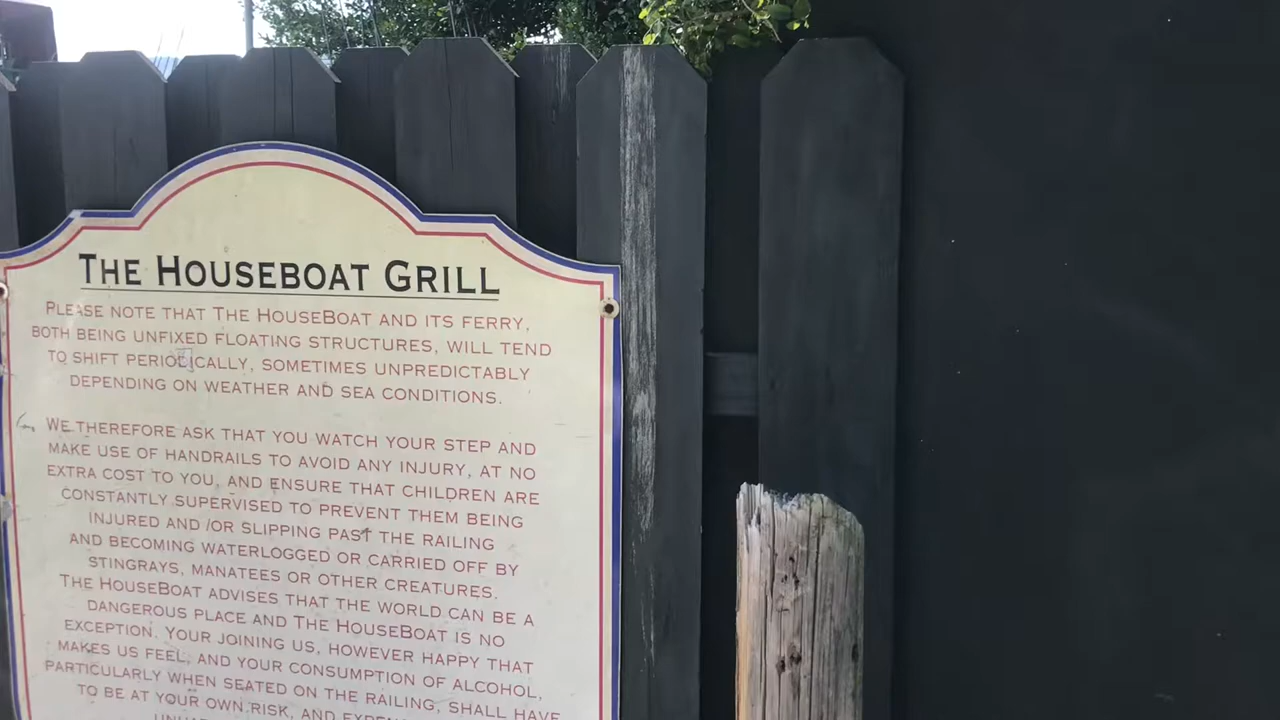 THE HOUSEBOAT GRILL
PLEASE NOTE THAT THE HOUSEBOAT AND ITS FERRY,
BOTH BEING UNFIXED FLOATING STRUCTURES, WILL TEND
TO SHIFT PERIODICALLY, SOMETIMES UNPREDICTABLY
DEPENDING ON WEATHER AND SEA CONDITIONS.
WE THEREFORE ASK THAT YOU WATCH YOUR STEP AND
MAKE USE OF HANDRAILS TO AVOID ANY INJURY, AT NO
EXTRA COST TO YOU, AND ENSURE THAT CHILDREN ARE
CONSTANTLY SUPERVISED TO PREVENT THEM BEING
INJURED AND /OR SLIPPING PAST THE RAILING
AND BECOMING WATERLOGGED OR CARRIED OFF BY
STINGRAYS, MANATEES OR OTHER CREATURES.
THE HOUSEBOAT ADVISES THAT THE WORLD CAN BE A
DANGEROUS PLACE AND THE HOUSEBOAT IS NO
EXCEPTION. YOUR JOINING US, HOWEVER HAPPY THAT
MAKES US FEEL, AND YOUR CONSUMPTION OF ALCOHOL,
PARTICULARLY WHEN SEATED ON THE RAILING, SHALL HAVE
TO BE AT YOUR OWN RISK, AND